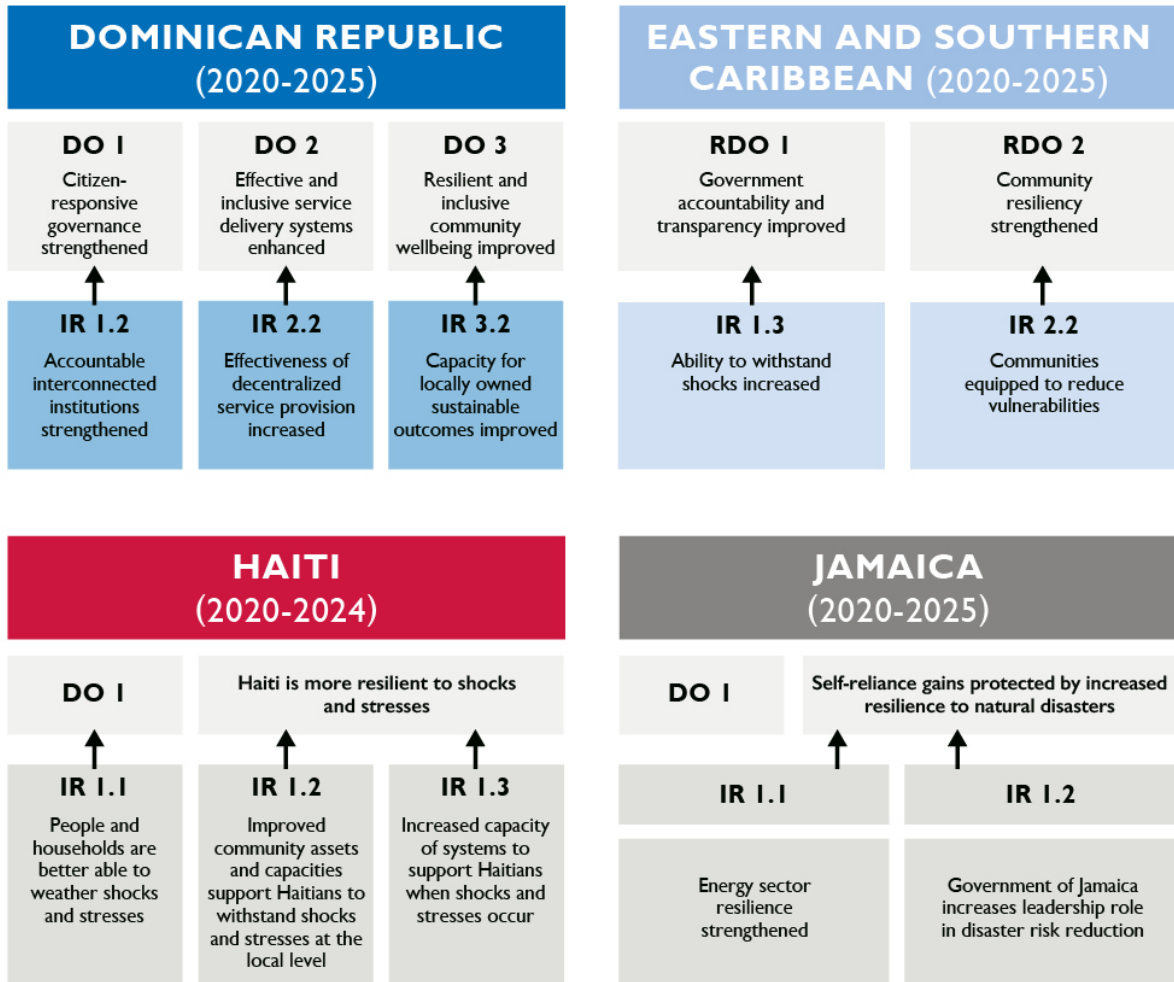 DOMINICAN REPUBLIC
(2020-2025)
DO 1
Citizen-
responsive
governance
strengthened
DO 2
Effective and
inclusive service
delivery systems
enhanced
DO 3
Resilient and
inclusive
community
wellbeing improved
IR 1.2
Accountable
interconnected
institutions
strengthened
IR 2.2
Effectiveness of
decentralized
service provision
increased
IR 3.2
Capacity for
locally owned
sustainable
outcomes improved
EASTERN AND SOUTHERN
CARIBBEAN (2020-2025)
RDO 1
Government
accountability and
transparency improved
RDO 2
Community
resiliency
strengthened
IR 1.3
Ability to withstand
shocks increased
IR 2.2
Communities
equipped to reduce
vulnerabilities
HAITI
(2020-2024)
DO 1
Haiti is more resilient to shocks
and stresses
IR 1.1
People and
households are
better able to
weather shocks
and stresses
IR 1.2
Improved
community assets
and capacities
support Haitians to
withstand shocks
and stresses at the
local level
IR 1.3
Increased capacity
of systems to
support Haitians
when shocks and
stresses occur
JAMAICA
(2020-2025)
DO 1
Self-reliance gains protected by increased
resilience to natural disasters
IR 1.1
Energy sector
resilience
strengthened
IR 1.2
Government of Jamaica
increases leadership role
in disaster risk reduction